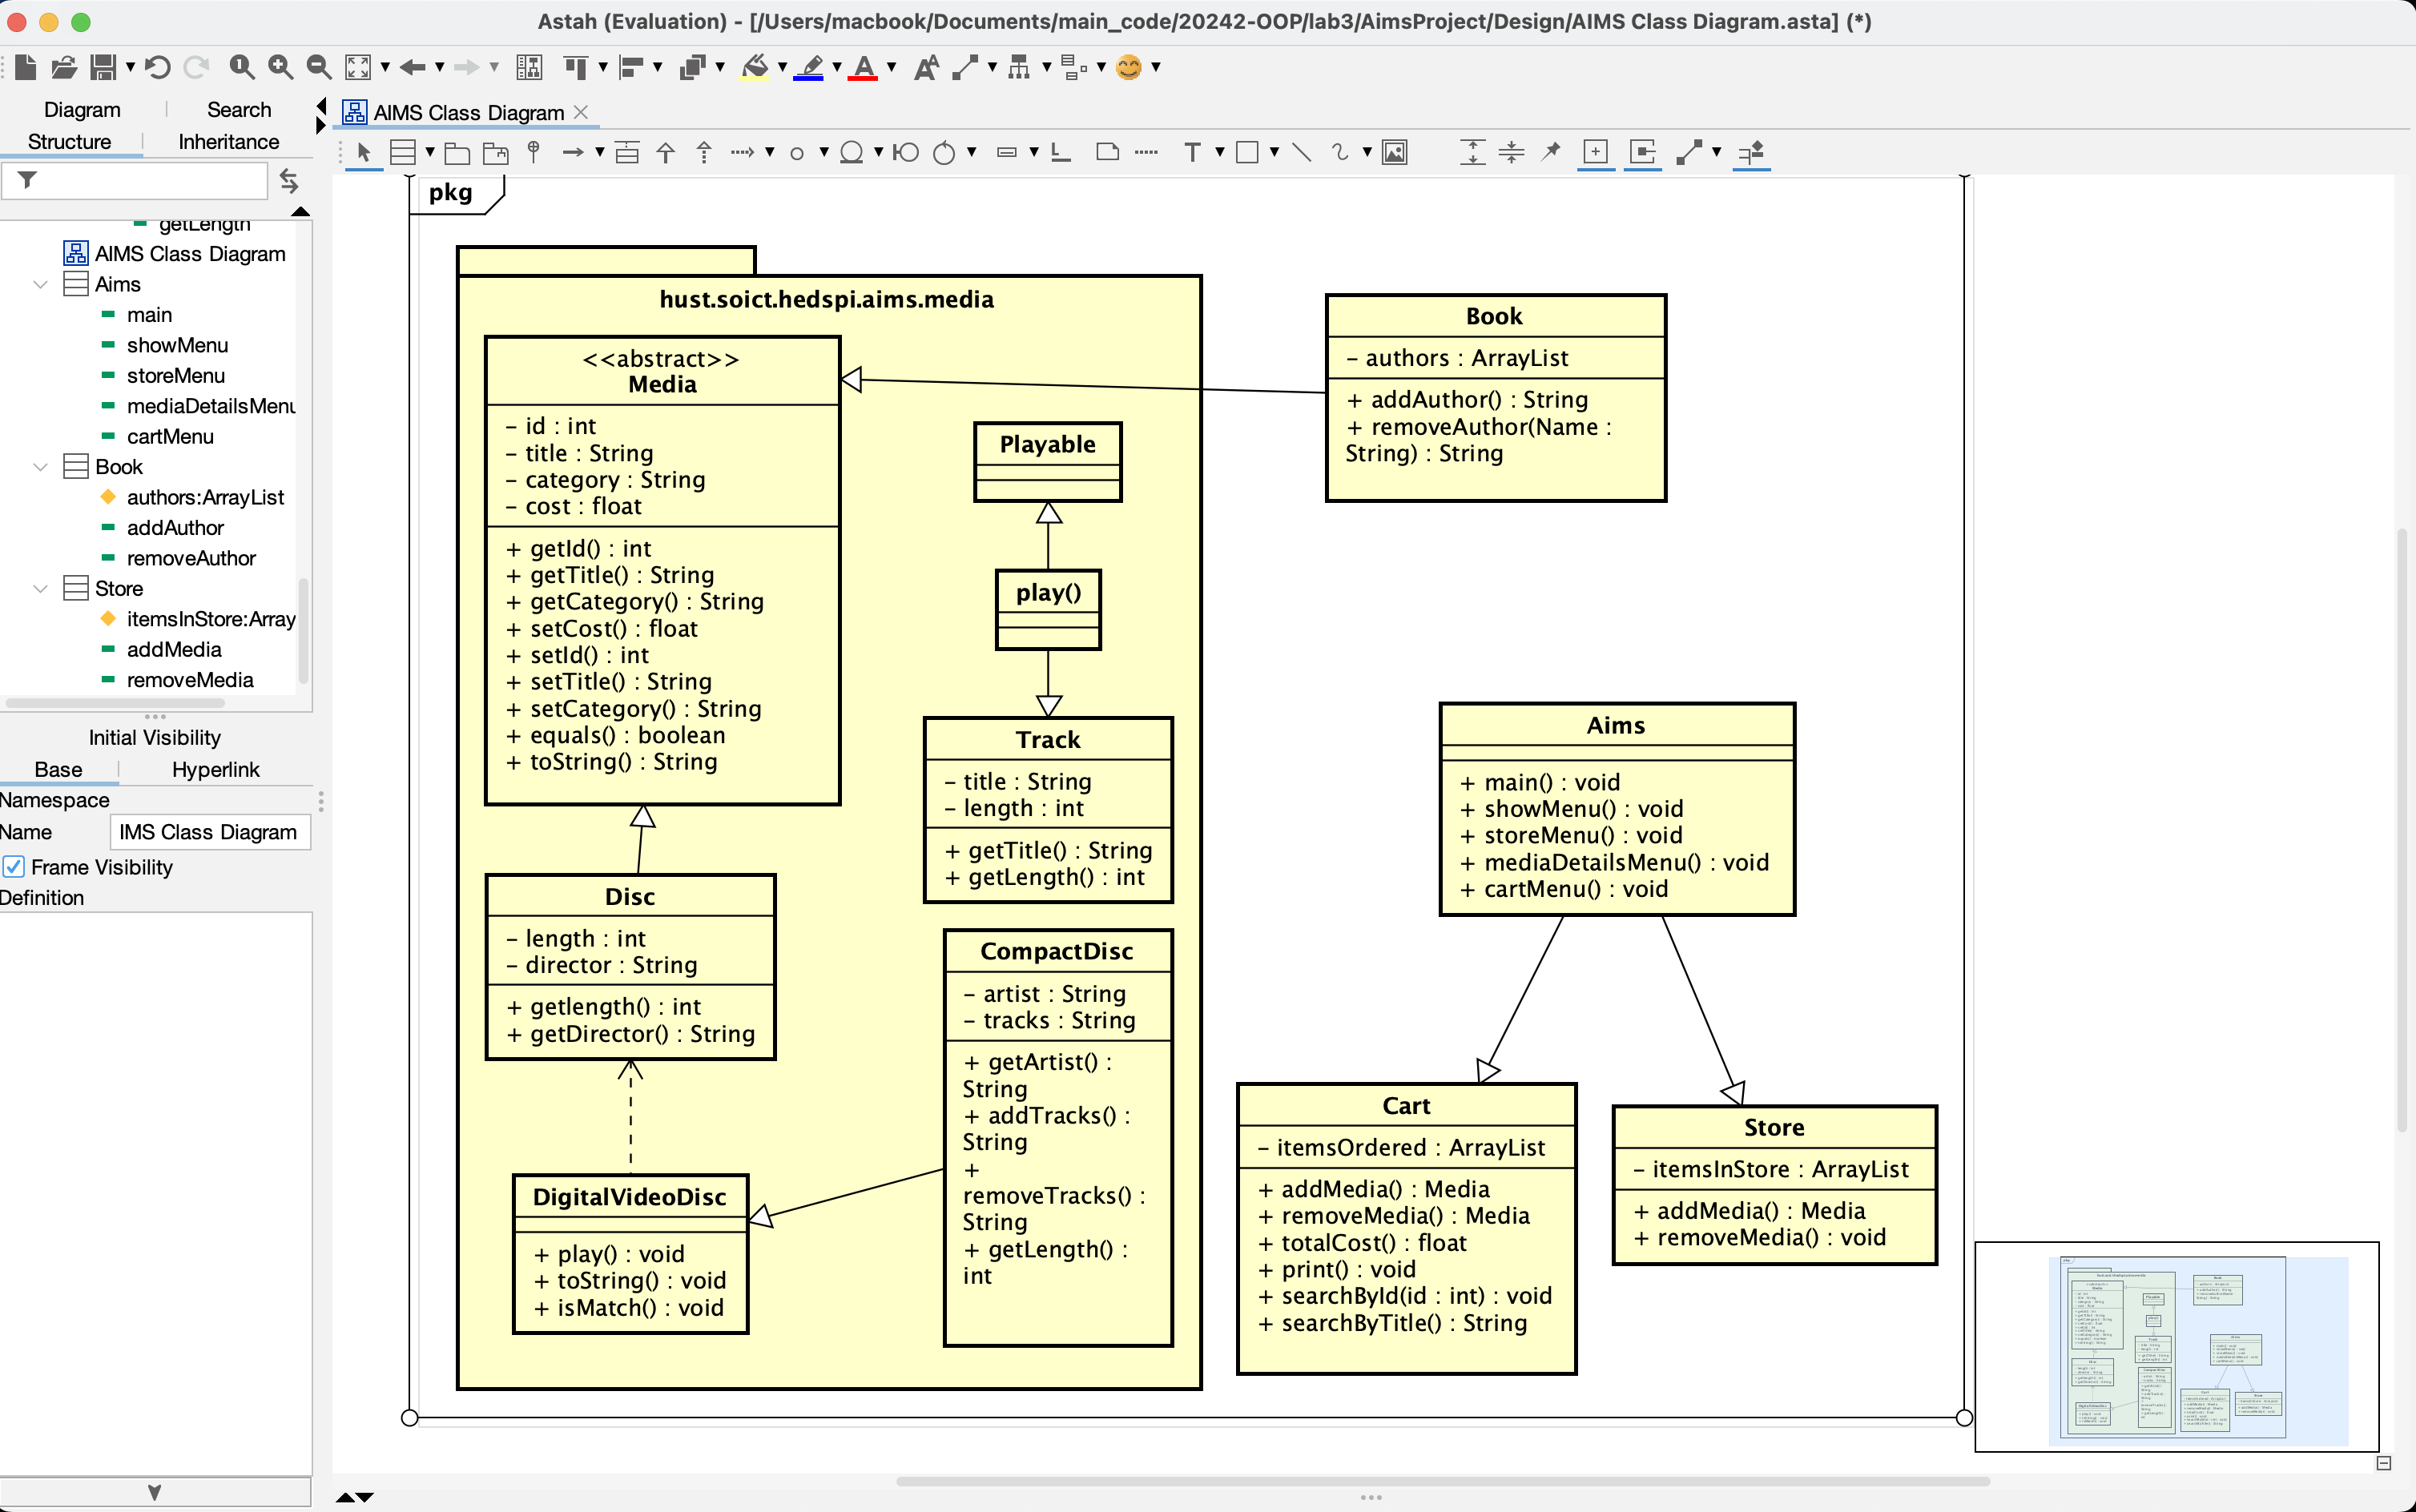 Astah (Evaluation) - [/Users/macbook/Documents/main_code/20242-OOP/lab3/AimsProject/Design/AIMS Class Diagram.asta] (*)
Diagram
Search
Structure
Inheritance
AIMS Class Diagram
getLength
AIMS Class Diagram
Aims
main
showMenu
storeMenu
mediaDetailsMenu
cartMenu
Book
authors:ArrayList
addAuthor
removeAuthor
Store
itemsInStore:Array
addMedia
removeMedia
Initial Visibility
Base
Hyperlink
Namespace
Name
IMS Class Diagram
Frame Visibility
Definition
pkg
hust.soict.hedspi.aims.media
<<abstract>>
Media
- id : int
- title : String
- category : String
- cost : float
+ getId() : int
+ getTitle() : String
+ getCategory() : String
+ setCost() : float
+ setId() : int
+ setTitle() : String
+ setCategory() : String
+ equals() : boolean
+ toString() : String
Playable
play()
Track
- title : String
- length : int
+ getTitle() : String
+ getLength() : int
Disc
- length : int
- director : String
+ getlength() : int
+ getDirector() : String
CompactDisc
- artist : String
- tracks : String
+ getArtist() :
String
+ addTracks() :
String
+
removeTracks() :
String
+ getLength() :
int
DigitalVideoDisc
+ play() : void
+ toString() : void
+ isMatch() : void
Book
- authors : ArrayList
+ addAuthor() : String
+ removeAuthor(Name :
String) : String
Aims
+ main() : void
+ showMenu() : void
+ storeMenu() : void
+ mediaDetailsMenu() : void
+ cartMenu() : void
Cart
- itemsOrdered : ArrayList
+ addMedia() : Media
+ removeMedia() : Media
+ totalCost() : float
+ print() : void
+ searchById(id : int) : void
+ searchByTitle() : String
Store
- itemsInStore : ArrayList
+ addMedia() : Media
+ removeMedia() : void